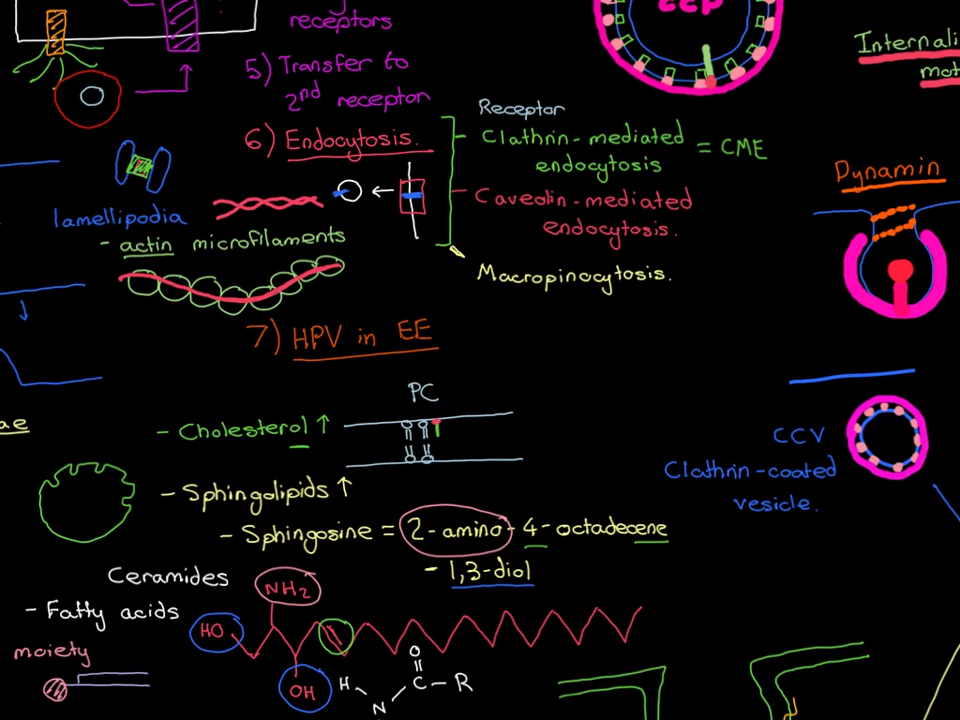 receptors
5) Transfer to
2nd receptor
6) Endocytosis.
Receptor
Clathrin-mediated
endocytosis
= CME
Caveolin-mediated
endocytosis.
Macropinocytosis.
lamellipodia
- actin microfilaments
7) HPV in EE
Dynamin
CCP
PC
- Cholesterol ↑
- Sphingolipids ↑
- Sphingosine = 2-amino-4-octadecene
- 1,3-diol
CCV
Clathrin-coated
vesicle.
Ceramides
- Fatty acids
moiety
NH2
HO
OH
H
N
O
C-R